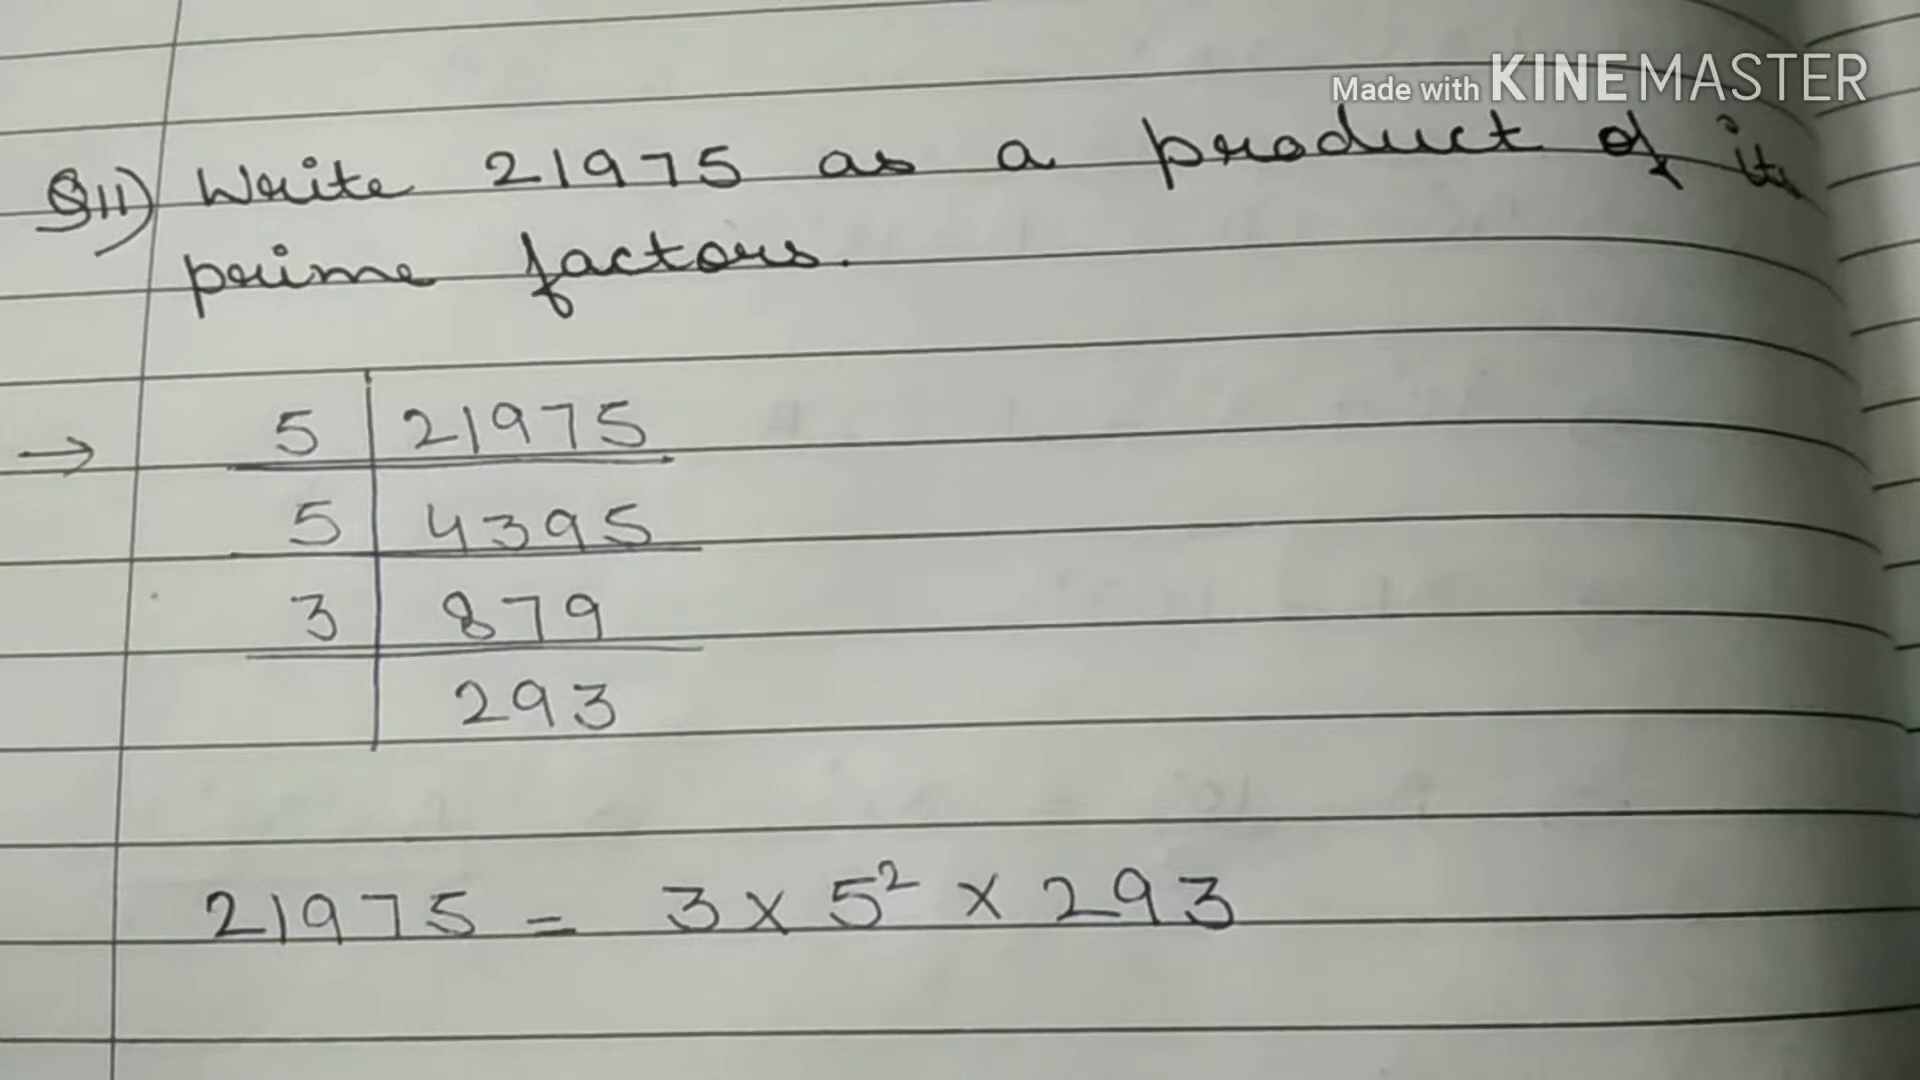 Made with KINEMASTER
Q11) Write 21975 as a product of its
prime factors.
→ 5 | 21975
5 | 4395
3 | 879
293
21975 = 3 × 5² × 293